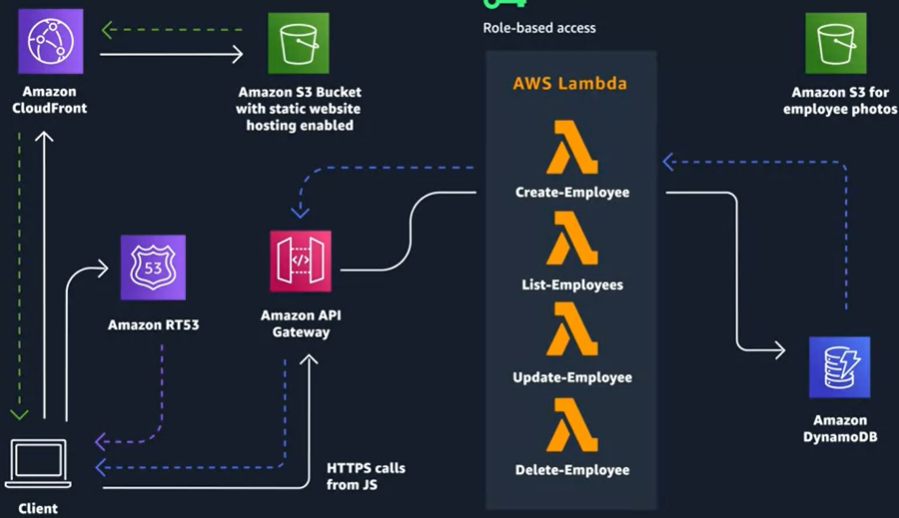 Role-based access
Amazon
CloudFront
Amazon S3 Bucket
with static website
hosting enabled
AWS Lambda
Amazon S3 for
employee photos
Create-Employee
List-Employees
Update-Employee
Delete-Employee
53
Amazon RT53
</>
Amazon API
Gateway
Amazon
DynamoDB
HTTPS calls
from JS
Client